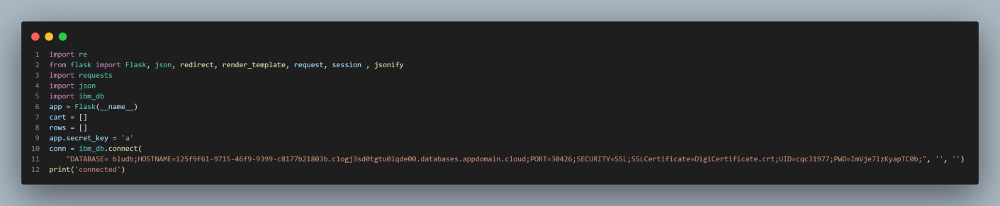 1 import re
2 from flask import Flask, json, redirect, render_template, request, session , jsonify
3 import requests
4 import json
5 import ibm_db
6 app = Flask(__name__)
7 cart = []
8 rows = []
9 app.secret_key = 'a'
10 conn = ibm_db.connect(
11     "DATABASE= bludb;HOSTNAME=125f9f61-9715-46f9-9399-c8177b21803b.c1ogj3sd0tgtu0lqde00.databases.appdomain.cloud;PORT=30426;SECURITY=SSL;SSLCertificate=DigiCertificate.crt;UID=cqc31977;PWD=ImVje7lzKyapTC0b;", '', '')
12 print('connected')